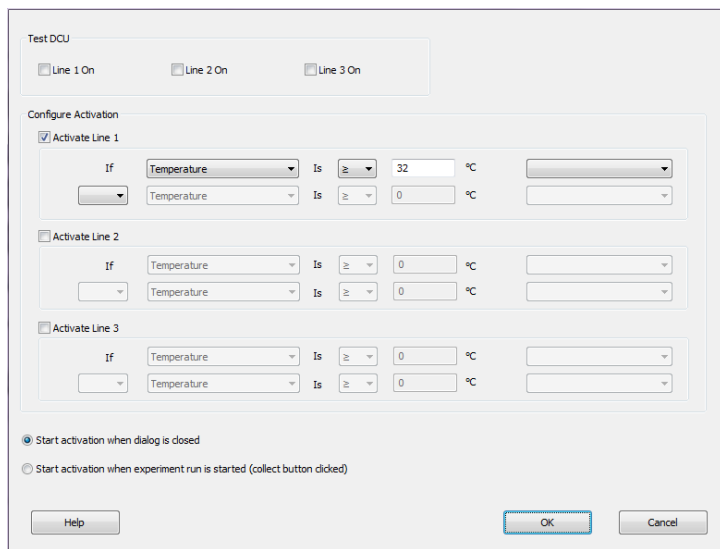 Test DCU
Line 1 On Line 2 On Line 3 On
Configure Activation
Activate Line 1
If Temperature Is ≥ 32 °C
Temperature Is ≥ 0 °C
Activate Line 2
If Temperature Is ≥ 0 °C
Temperature Is ≥ 0 °C
Activate Line 3
If Temperature Is ≥ 0 °C
Temperature Is ≥ 0 °C
Start activation when dialog is closed
Start activation when experiment run is started (collect button clicked)
Help OK Cancel